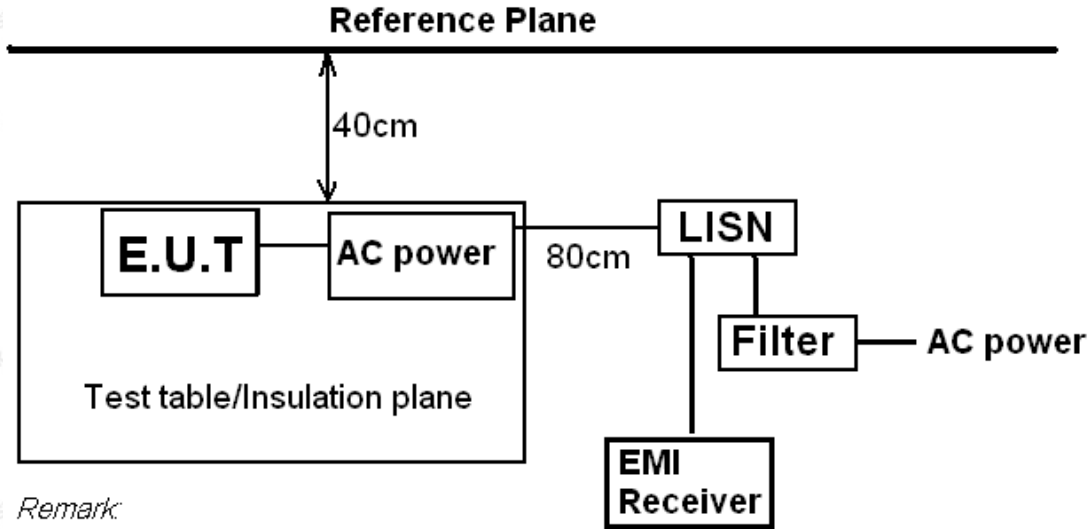 Reference Plane
40cm
E.U.T
AC power
80cm
LISN
Filter
AC power
Test table/Insulation plane
EMI
Receiver
Remark: